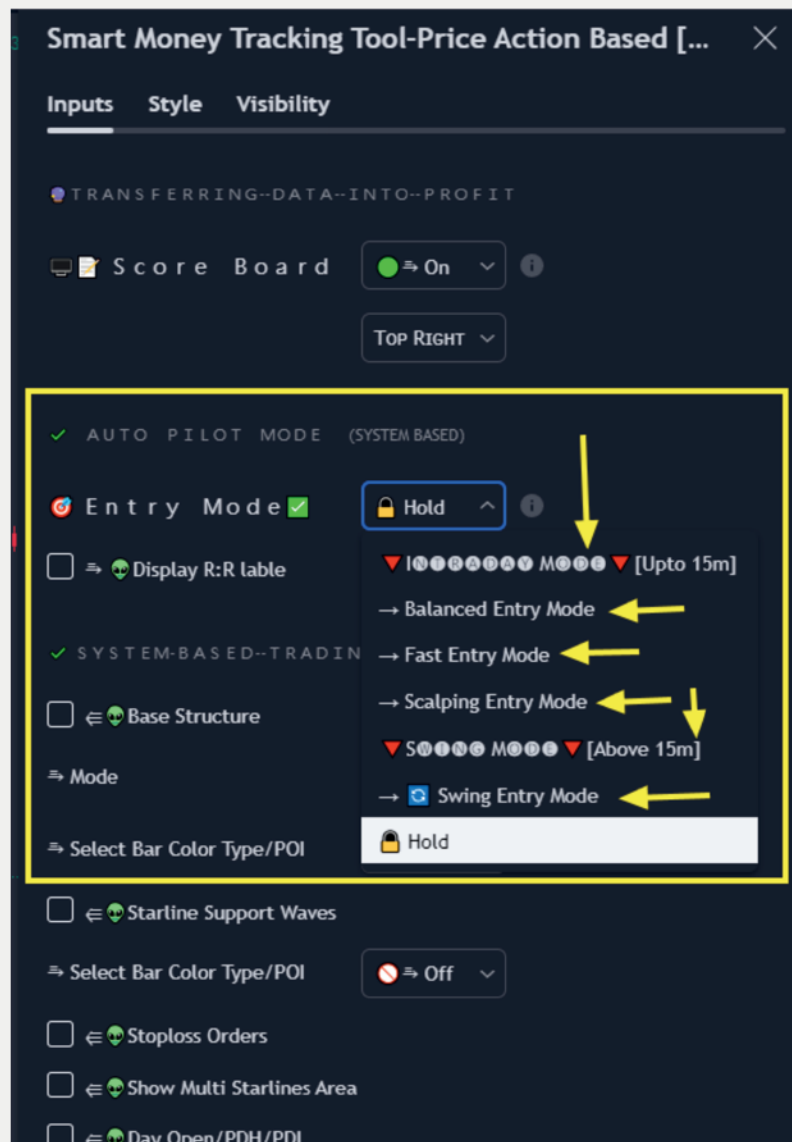 Smart Money Tracking Tool-Price Action Based [...
Inputs Style Visibility
TRANSFERRING--DATA--INTO--PROFIT
Score Board ⇒ On
Top Right
✓ AUTO PILOT MODE (SYSTEM BASED)
🎯 Entry Mode✅ 🔒 Hold
⇒ 👽Display R:R lable
🔻INTRADAY MODE🔻[Upto 15m]
→ Balanced Entry Mode
✓ SYSTEM-BASED--TRADIN
→ Fast Entry Mode
→ Scalping Entry Mode
⇐👽Base Structure
🔻SWING MODE🔻[Above 15m]
⇒ Mode
→ 🔄 Swing Entry Mode
🔒 Hold
⇒ Select Bar Color Type/POI
⇐👽Starline Support Waves
⇒ Select Bar Color Type/POI 🚫⇒ Off
⇐👽Stoploss Orders
⇐👽Show Multi Starlines Area
⇐👽Day Open/PDH/PDL